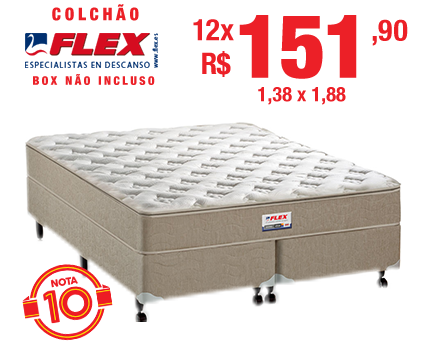 COLCHÃO
FLEX
www.flex.es
ESPECIALISTAS EN DESCANSO
BOX NÃO INCLUSO
12x
R$ 151,90
1,38 x 1,88
FLEX
NOTA
10